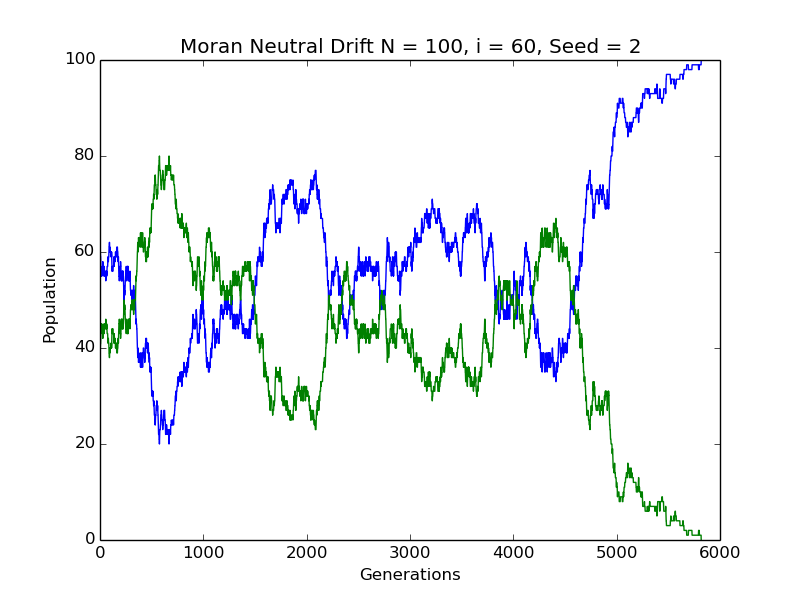 Moran Neutral Drift N = 100, i = 60, Seed = 2
100
80
60
40
20
0
Population
0 1000 2000 3000 4000 5000 6000
Generations